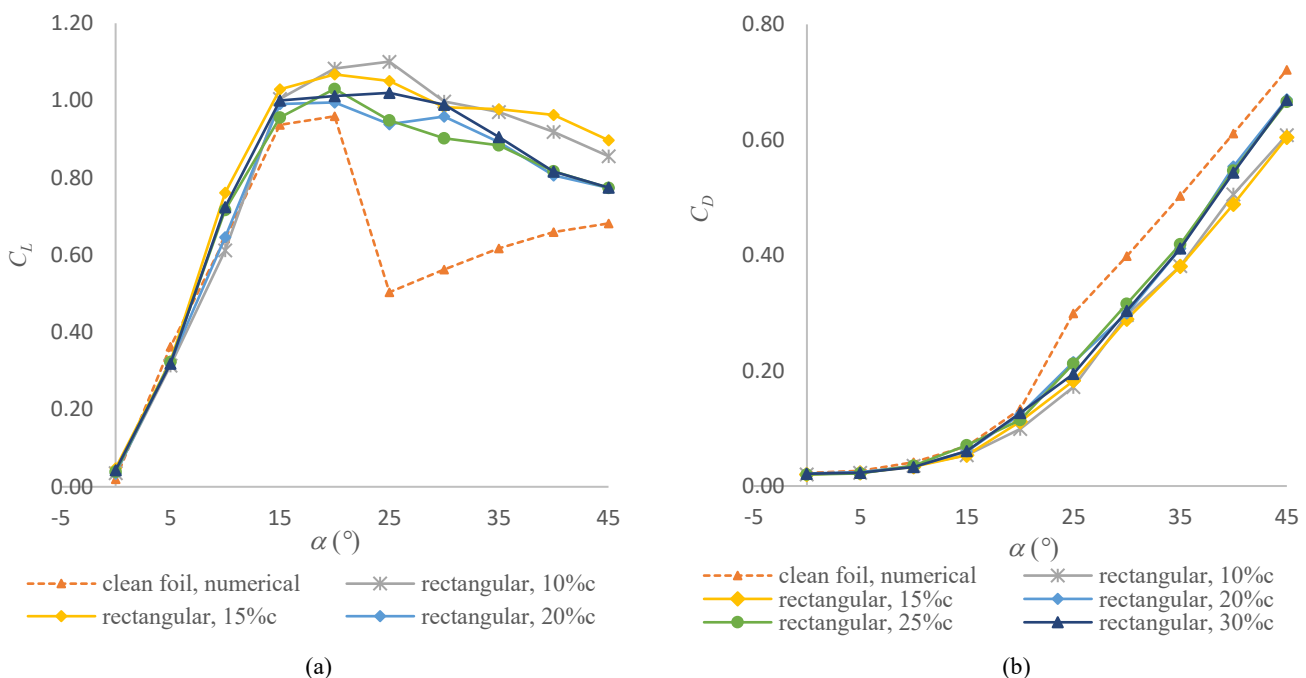 1.20
1.00
0.80
0.60
0.40
0.20
0.00
C_L
-5 5 15 25 35 45
α (°)
clean foil, numerical
rectangular, 10%c
rectangular, 15%c
rectangular, 20%c
(a)
0.80
0.60
0.40
0.20
0.00
C_D
-5 5 15 25 35 45
α (°)
clean foil, numerical
rectangular, 10%c
rectangular, 15%c
rectangular, 20%c
rectangular, 25%c
rectangular, 30%c
(b)